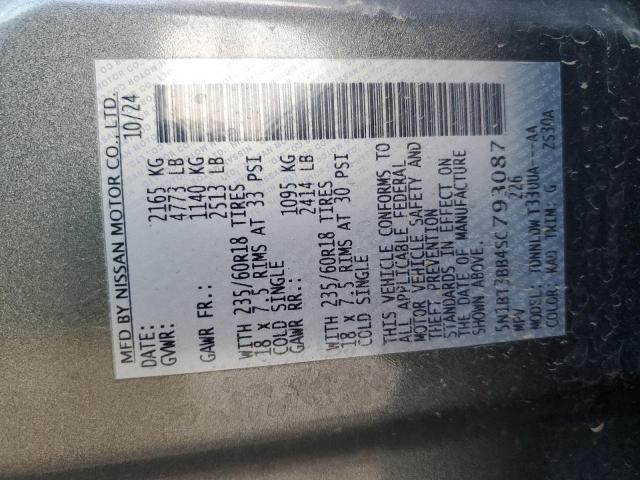 MFD BY NISSAN MOTOR CO., LTD.
DATE: 10/24
GVWR: 2165 KG
4773 LB
GAWR FR.: 1140 KG
2513 LB
WITH 235/60R18 TIRES
18 X 7.5 RIMS AT 33 PSI
COLD SINGLE
GAWR RR.: 1095 KG
2414 LB
WITH 235/60R18 TIRES
18 X 7.5 RIMS AT 30 PSI
COLD SINGLE
THIS VEHICLE CONFORMS TO
ALL APPLICABLE FEDERAL
MOTOR VEHICLE SAFETY AND
THEFT PREVENTION
STANDARDS IN EFFECT ON
THE DATE OF MANUFACTURE
SHOWN ABOVE.
5N1BT3BB4SC793087
MPV 226
MODEL: AA
COLOR: KAD TRIM: G ZS30A